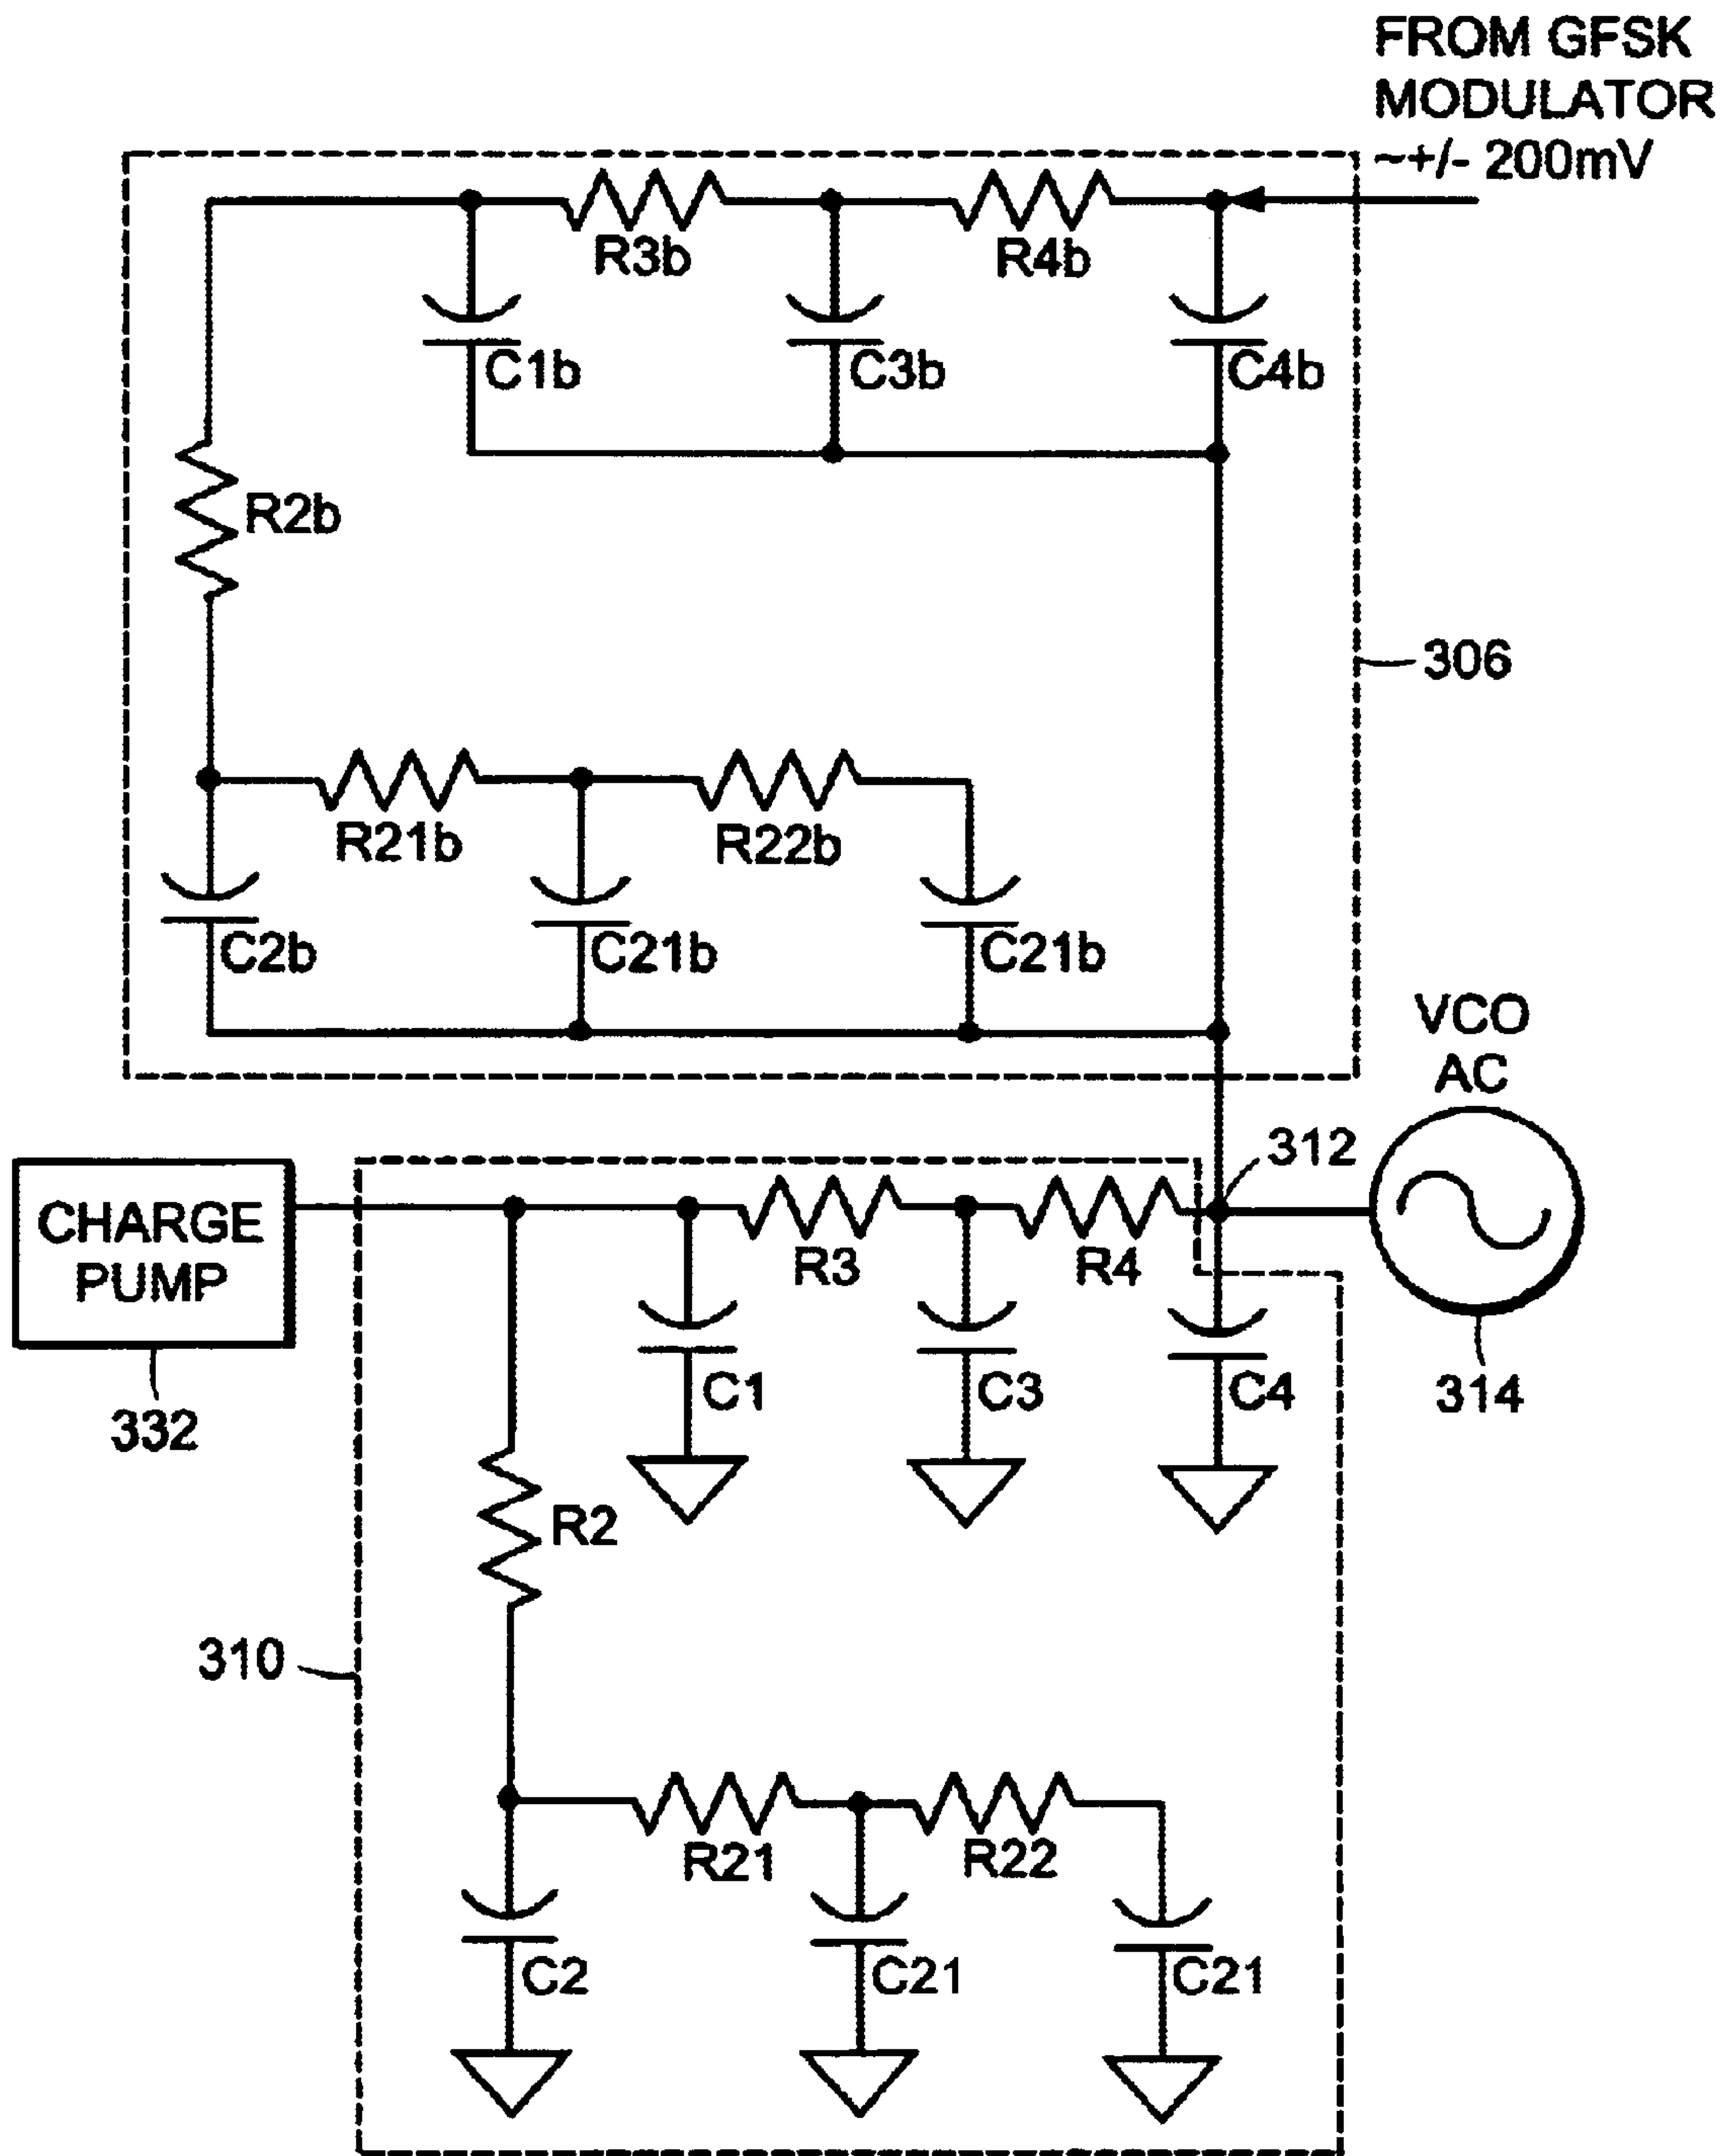 FROM GFSK
MODULATOR
~+/- 200mV
R3b
R4b
C1b
C3b
C4b
R2b
306
R21b
R22b
C2b
C21b
C21b
VCO
AC
312
CHARGE
PUMP
R3
R4
C1
C3
C4
314
332
R2
310
R21
R22
C2
C21
C21